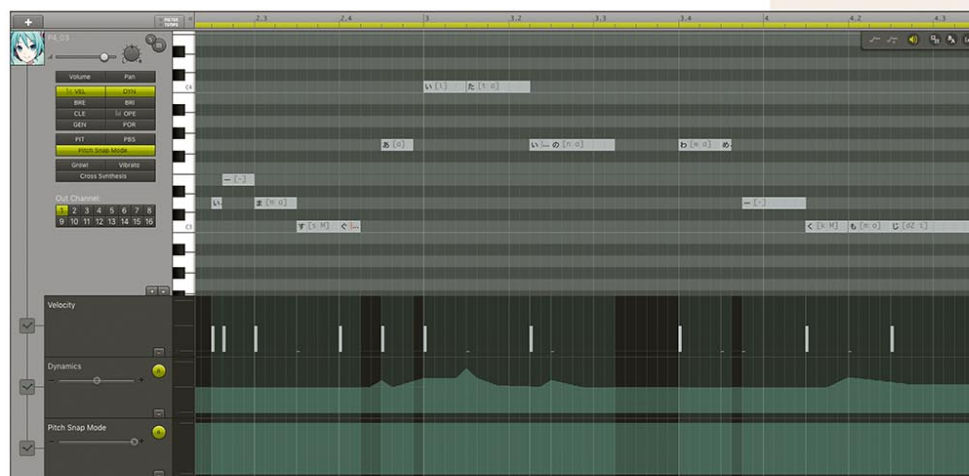 +
METER
TEMPO
2.3 2.4 3 3.2 3.3 3.4 4 4.2 4.3
P4_03
S
M
Volume Pan
VEL DYN
BRE BRI
CLE OPE
GEN POR
PIT PBS
Pitch Snap Mode
Growl Vibrato
Cross Synthesis
Out Channel:
1 2 3 4 5 6 7 8
9 10 11 12 13 14 15 16
C4
い [i] た [t a]
あ [a] い [... の [n o] わ [w a] め
ー [-]
い ま [m a] ー [-]
C3
す [s M] ぐ [... く [k M] も [m o] じ [dZ i]
Velocity
Dynamics
- +
R
Pitch Snap Mode
- +
R